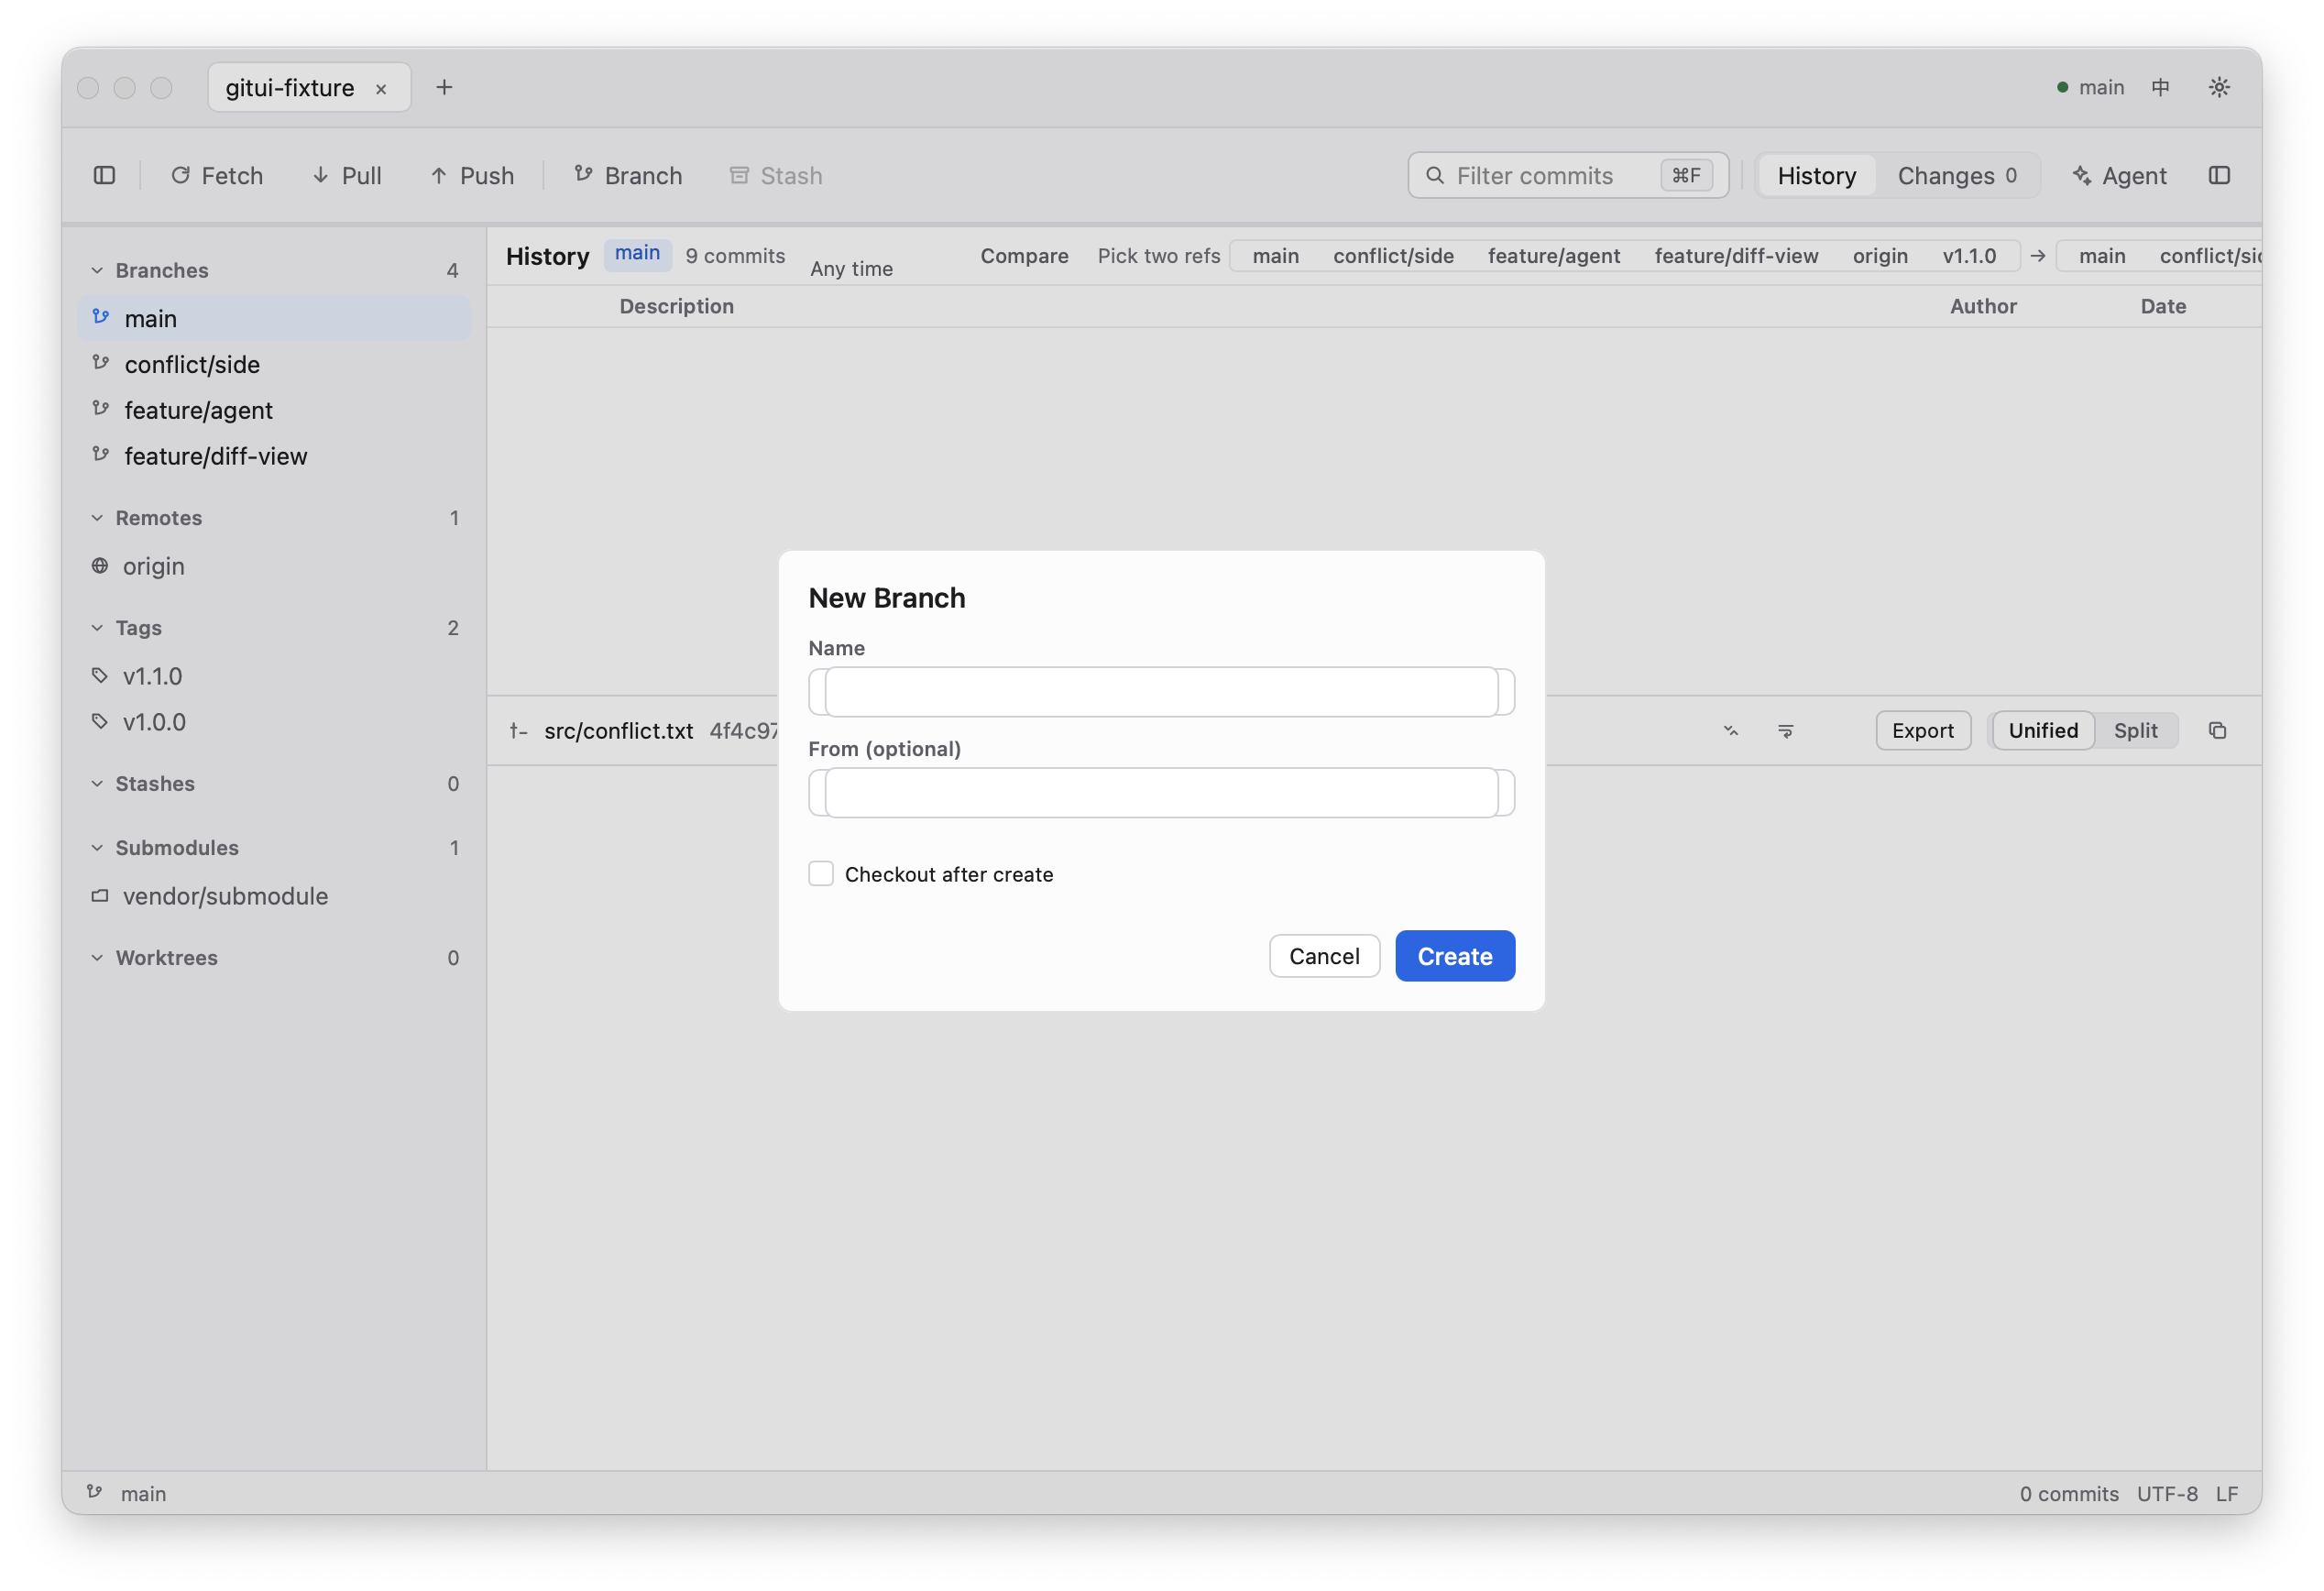 gitui-fixture × +
main 中
Fetch Pull Push Branch Stash
Filter commits ⌘F
History Changes 0 Agent
Branches 4
main
conflict/side
feature/agent
feature/diff-view
Remotes 1
origin
Tags 2
v1.1.0
v1.0.0
Stashes 0
Submodules 1
vendor/submodule
Worktrees 0
History main 9 commits Any time Compare Pick two refs main conflict/side feature/agent feature/diff-view origin v1.1.0 → main
Description Author Date
src/conflict.txt Export Unified Split
New Branch
Name
From (optional)
Checkout after create
Cancel Create
main 0 commits UTF-8 LF